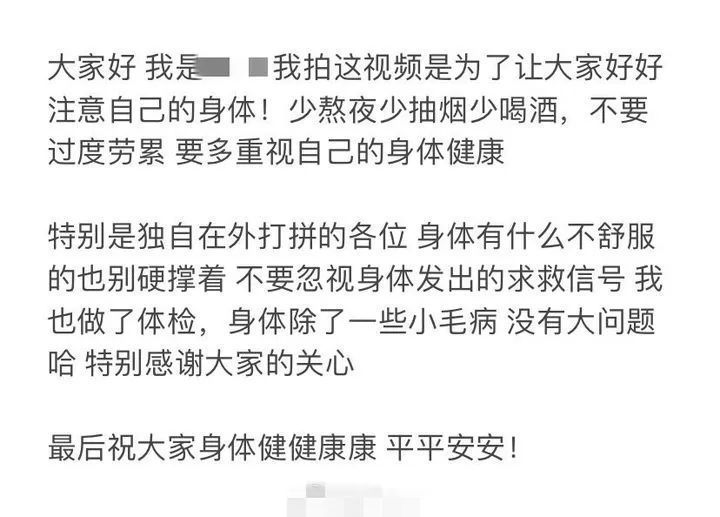 大家好 我是 我拍这视频是为了让大家好好
注意自己的身体！少熬夜少抽烟少喝酒，不要
过度劳累 要多重视自己的身体健康
特别是独自在外打拼的各位 身体有什么不舒服
的也别硬撑着 不要忽视身体发出的求救信号 我
也做了体检，身体除了一些小毛病 没有大问题
哈 特别感谢大家的关心
最后祝大家身体健健康康 平平安安！